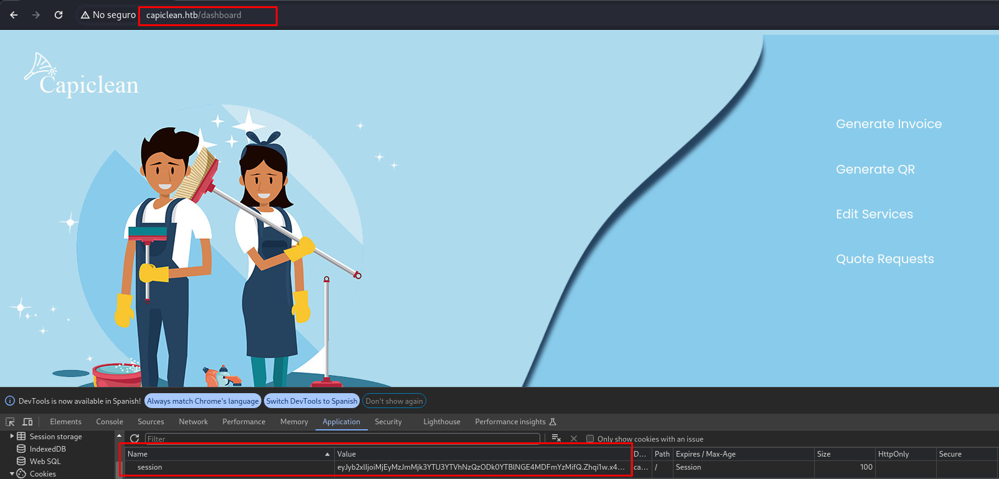 No seguro capiclean.htb/dashboard
Capiclean
Generate Invoice
Generate QR
Edit Services
Quote Requests
DevTools is now available in Spanish! Always match Chrome's language Switch DevTools to Spanish Don't show again
Elements Console Sources Network Performance Memory Application Security Lighthouse Performance insights
Session storage Filter Only show cookies with an issue
IndexedDB Name Value D... Path Expires / Max-Age Size HttpOnly Secure
Web SQL session eyJyb2xlIjoiMjEyMzJmMjk3YTU3YTVhNzQzODk0YTBlNGE4MDFmYzMifQ.Zhqi1w.x4... ca... / Session 100
Cookies